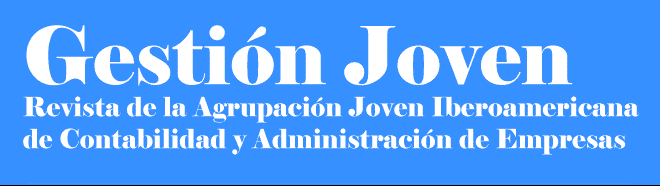 Gestión Joven
Revista de la Agrupación Joven Iberoamericana
de Contabilidad y Administración de Empresas